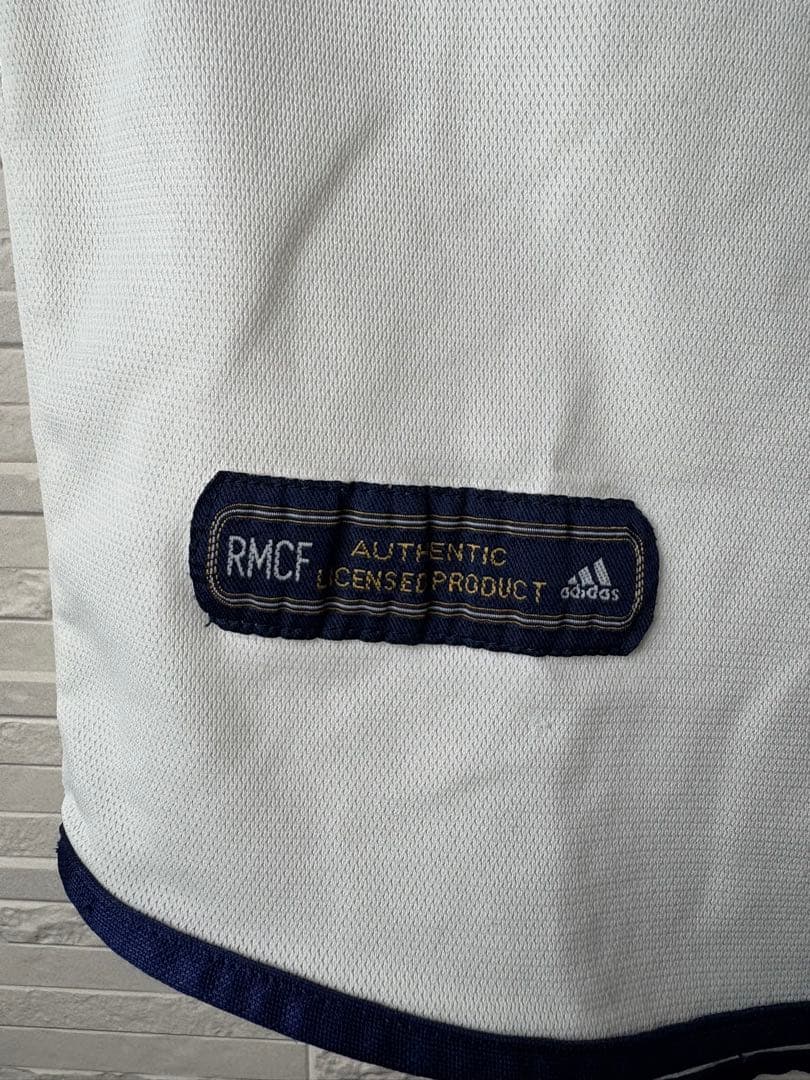 RMCF
AUTHENTIC
LICENSED PRODUCT
adidas